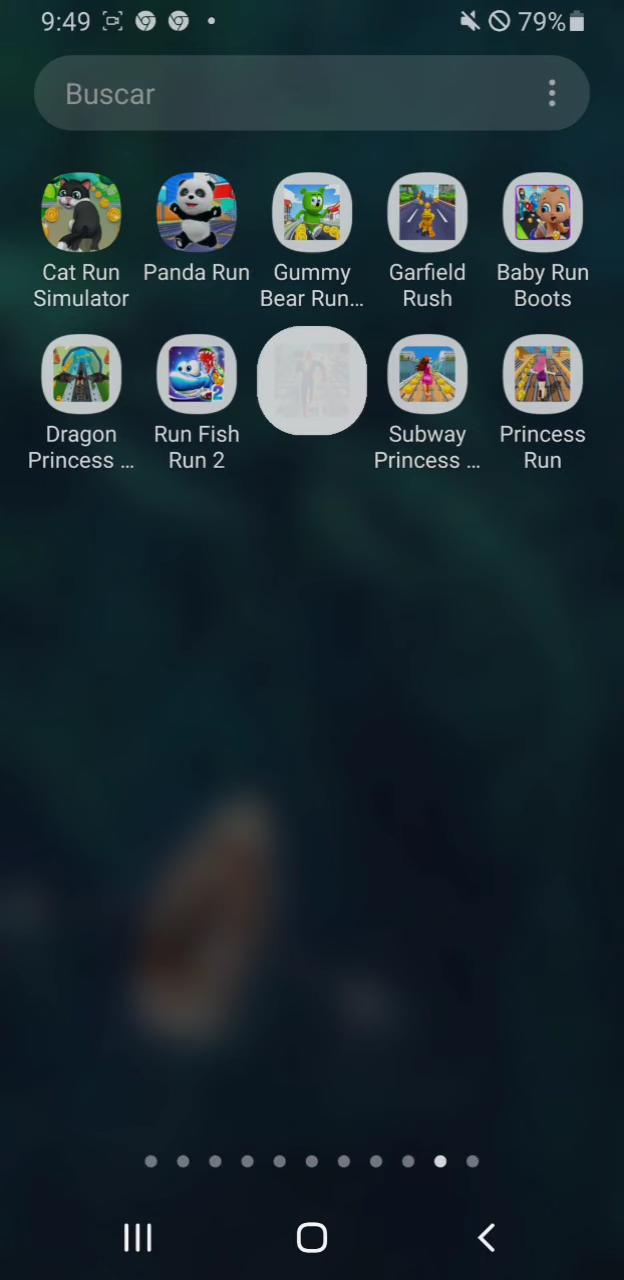 9:49
79%
Buscar
Cat Run
Simulator
Panda Run
Gummy
Bear Run...
Garfield
Rush
Baby Run
Boots
Dragon
Princess ...
Run Fish
Run 2
2
Subway
Princess ...
Princess
Run